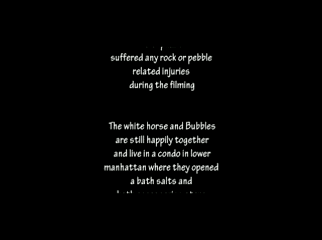 suffered any rock or pebble
related injuries
during the filming
The white horse and Bubbles
are still happily together
and live in a condo in lower
manhattan where they opened
a bath salts and